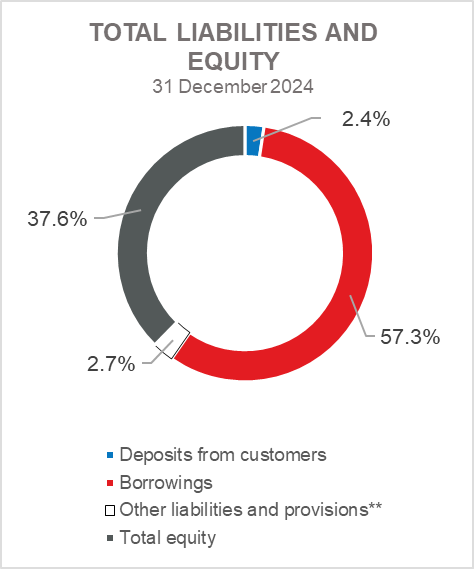 TOTAL LIABILITIES AND
EQUITY
31 December 2024
2.4%
37.6%
57.3%
2.7%
Deposits from customers
Borrowings
Other liabilities and provisions**
Total equity